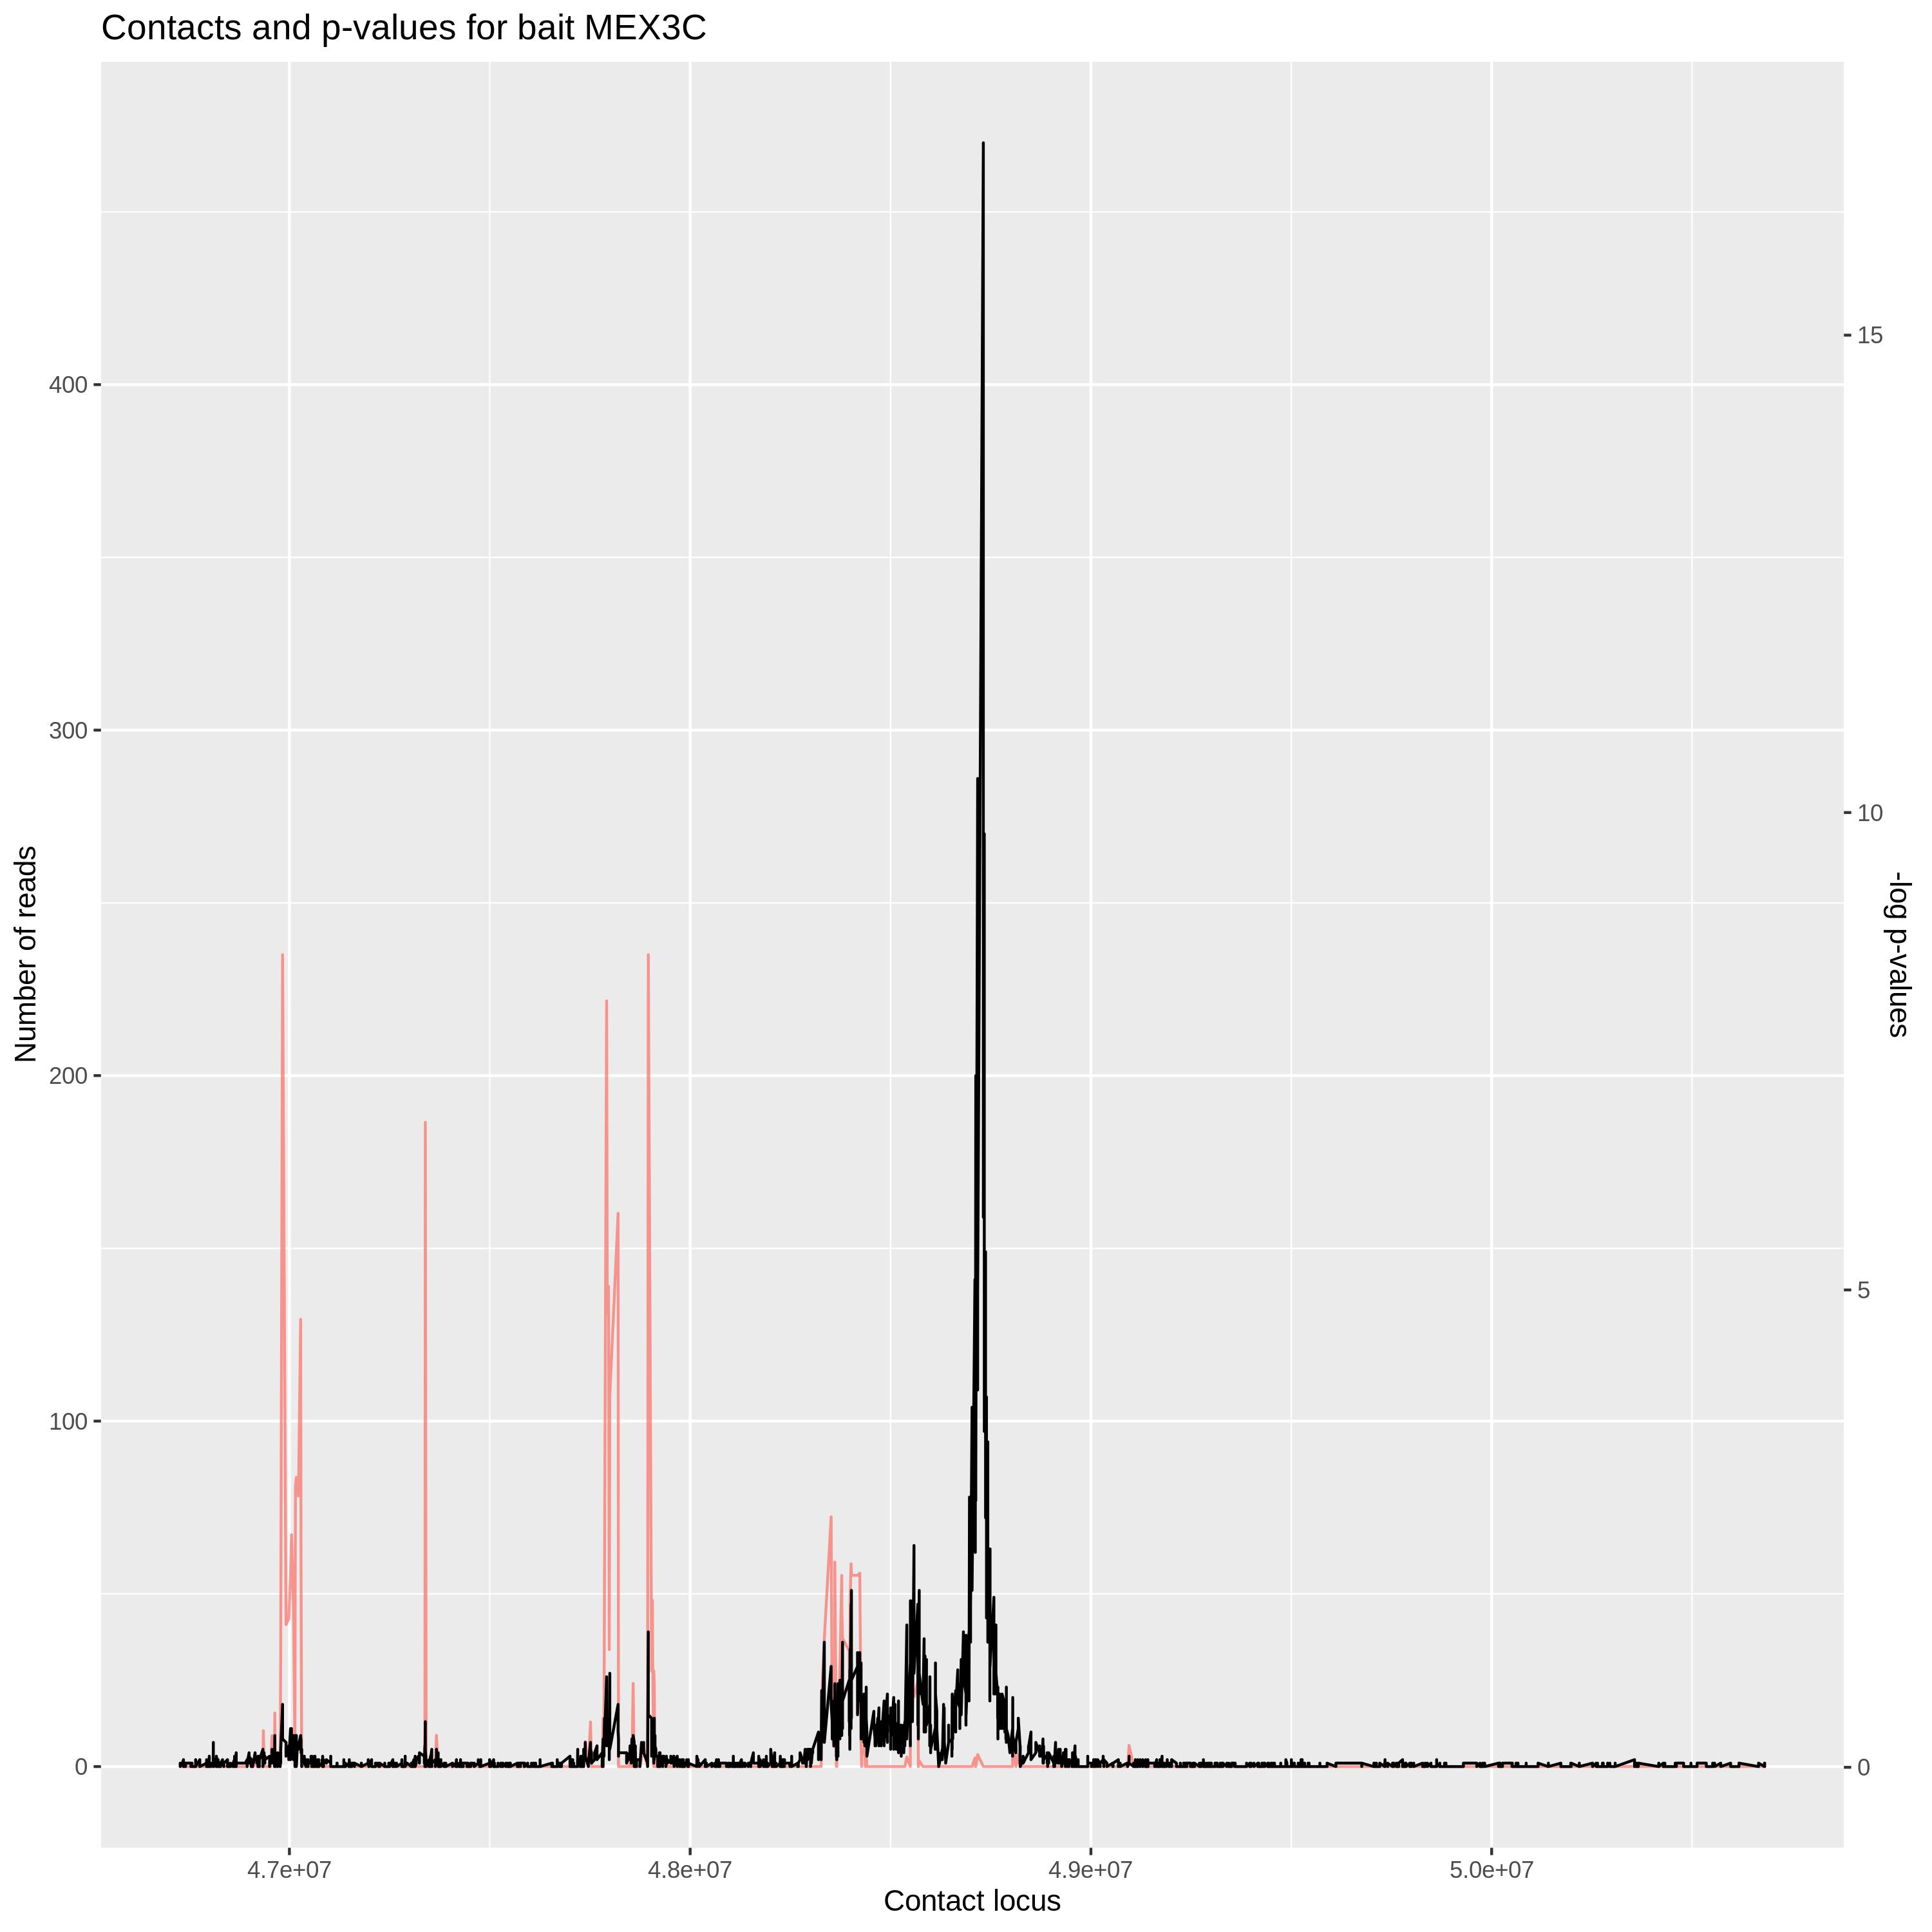 Contacts and p-values for bait MEX3C
Number of reads
400
300
200
100
0
15
10
5
0
-log p-values
4.7e+07
4.8e+07
4.9e+07
5.0e+07
Contact locus